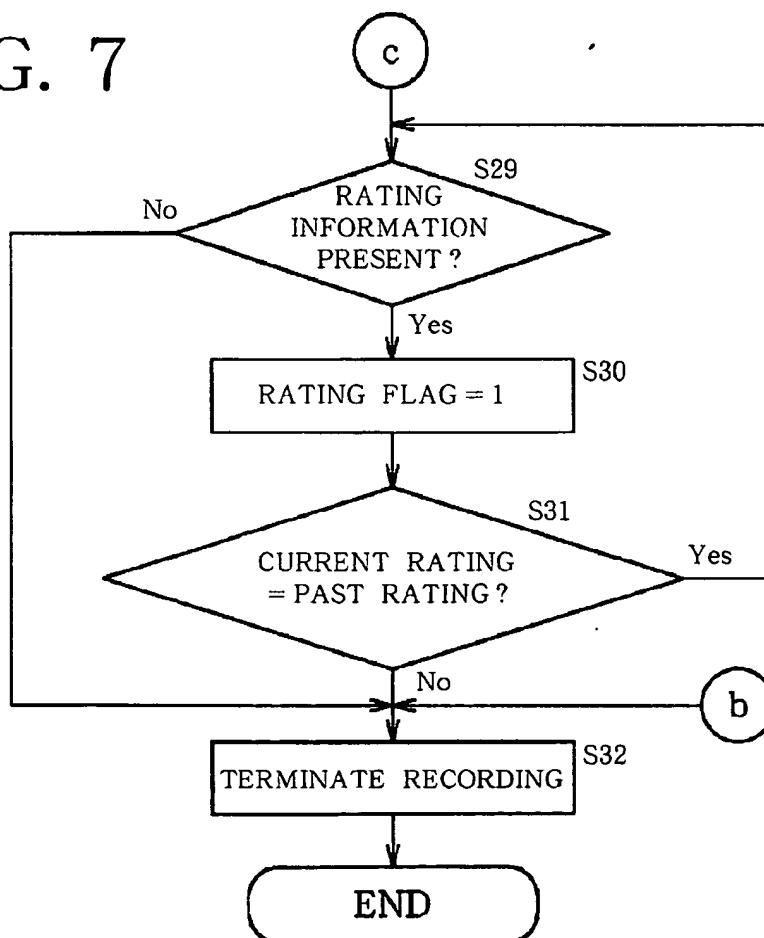 G. 7
c
S29
RATING
INFORMATION
PRESENT?
No
Yes
S30
RATING FLAG = 1
S31
CURRENT RATING
= PAST RATING?
Yes
No
b
S32
TERMINATE RECORDING
END